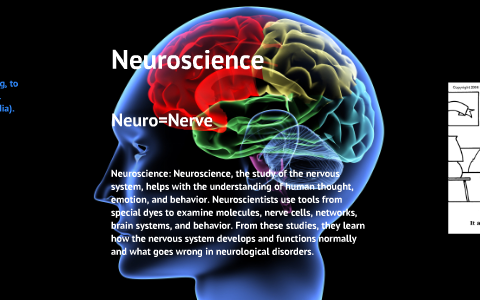 Neuroscience
g, to
lia).
Neuro=Nerve
Neuroscience: Neuroscience, the study of the nervous
system, helps with the understanding of human thought,
emotion, and behavior. Neuroscientists use tools from
special dyes to examine molecules, nerve cells, networks,
brain systems, and behavior. From these studies, they learn
how the nervous system develops and functions normally
and what goes wrong in neurological disorders.
Copyright 2008
It a